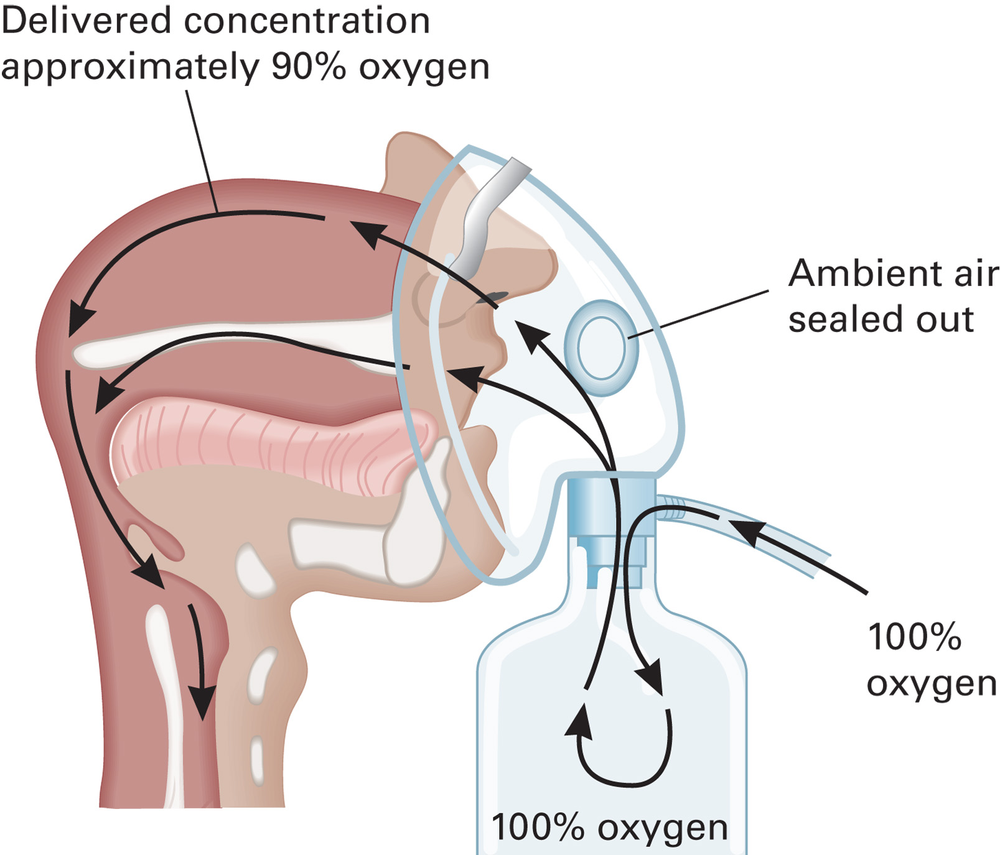 Delivered concentration
approximately 90% oxygen
Ambient air
sealed out
100%
oxygen
100% oxygen